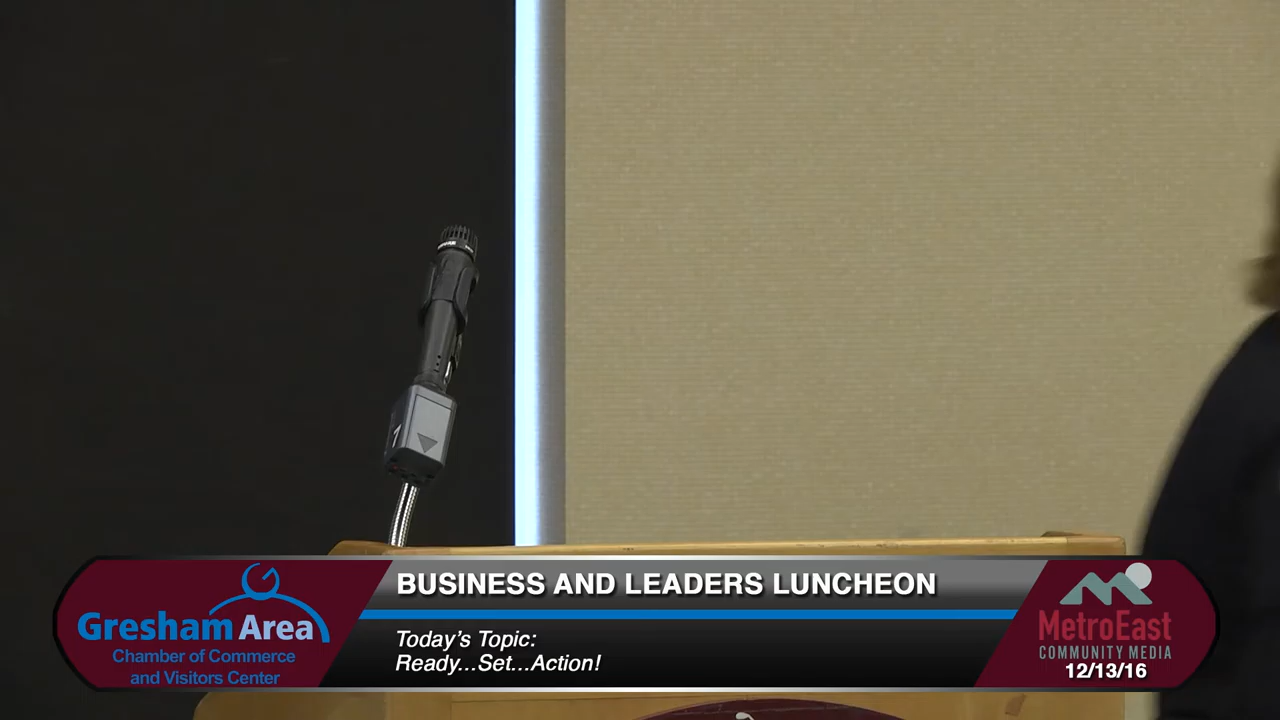 1
BUSINESS AND LEADERS LUNCHEON
Gresham Area
Chamber of Commerce
and Visitors Center
Today's Topic:
Ready...Set...Action!
MetroEast
COMMUNITY MEDIA
12/13/16